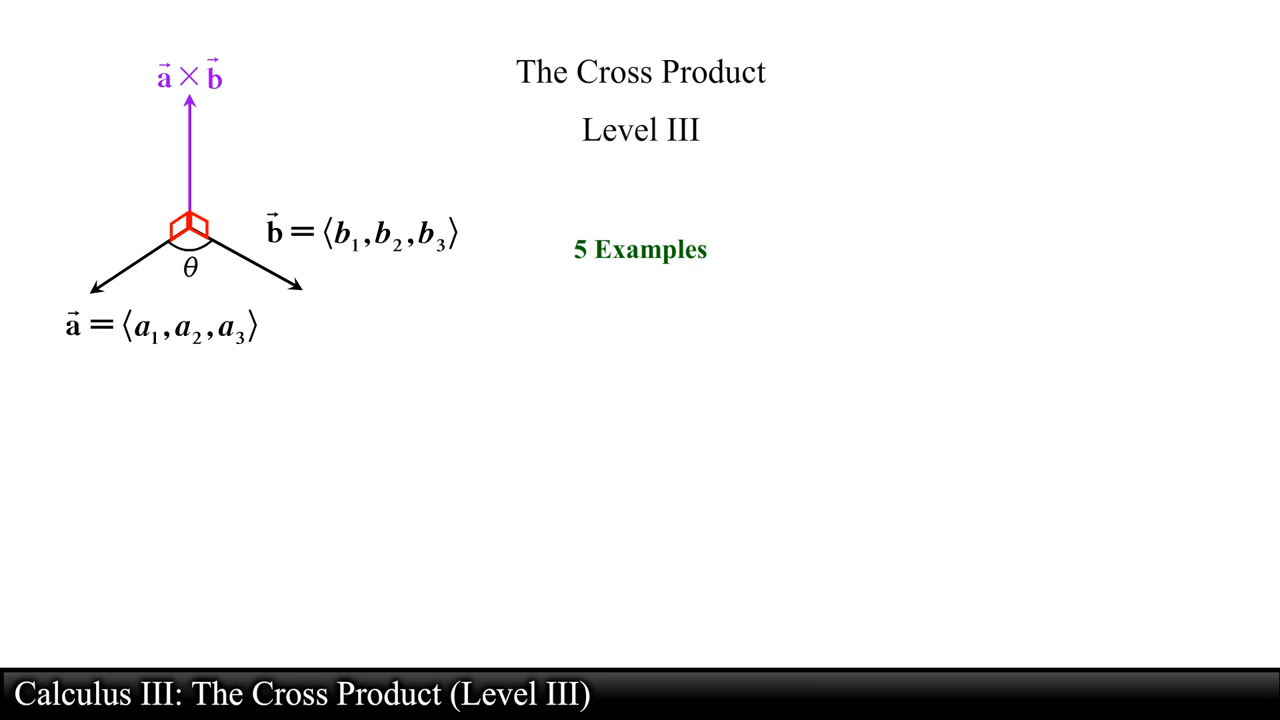 a⃗ × b⃗
The Cross Product
Level III
b⃗ = ⟨b₁, b₂, b₃⟩
5 Examples
θ
a⃗ = ⟨a₁, a₂, a₃⟩
Calculus III: The Cross Product (Level III)